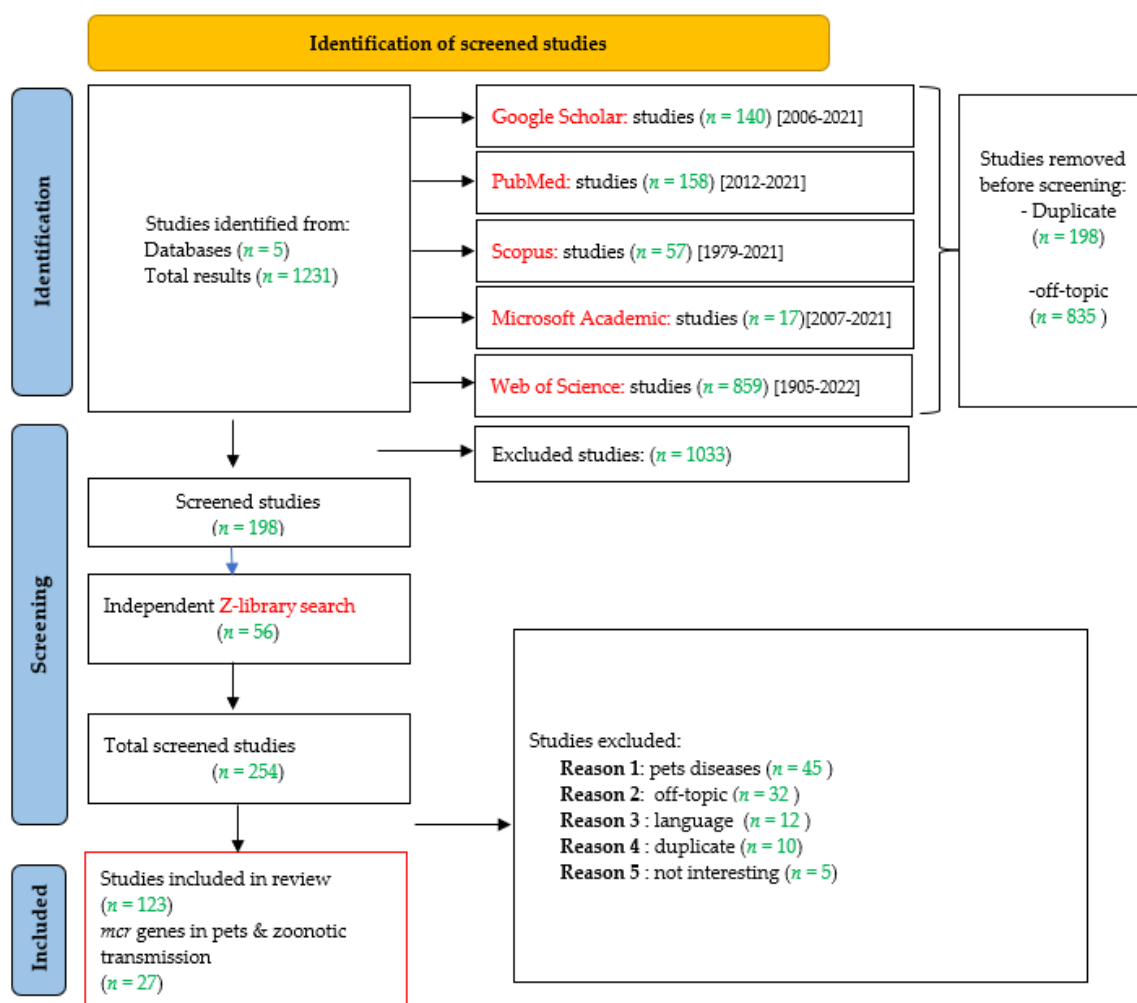 Identification of screened studies
Identification
Studies identified from:
Databases (n = 5)
Total results (n = 1231)
Google Scholar: studies (n = 140) [2006-2021]
PubMed: studies (n = 158) [2012-2021]
Scopus: studies (n = 57) [1979-2021]
Microsoft Academic: studies (n = 17)[2007-2021]
Web of Science: studies (n = 859) [1905-2022]
Studies removed
before screening:
- Duplicate
(n = 198)
-off-topic
(n = 835 )
Screening
Excluded studies: (n = 1033)
Screened studies
(n = 198)
Independent Z-library search
(n = 56)
Total screened studies
(n = 254)
Studies excluded:
Reason 1: pets diseases (n = 45 )
Reason 2: off-topic (n = 32 )
Reason 3 : language (n = 12 )
Reason 4 : duplicate (n = 10)
Reason 5 : not interesting (n = 5)
Included
Studies included in review
(n = 123)
mcr genes in pets & zoonotic
transmission
(n = 27)